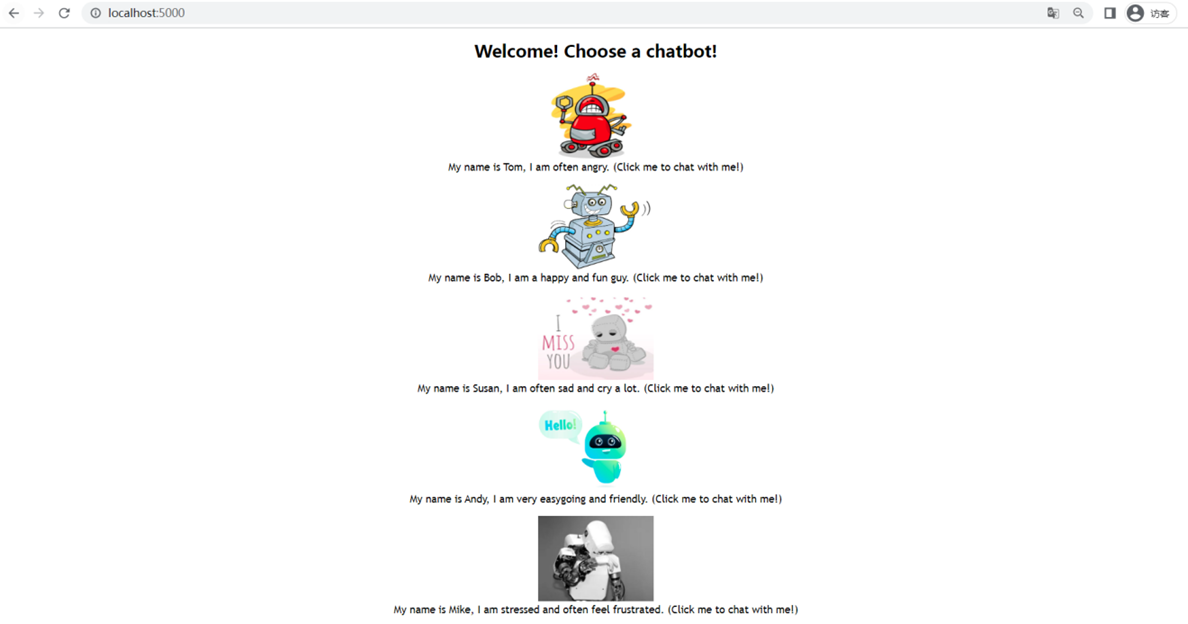 localhost:5000
访客
Welcome! Choose a chatbot!
My name is Tom, I am often angry. (Click me to chat with me!)
My name is Bob, I am a happy and fun guy. (Click me to chat with me!)
I
MISS
YOU
My name is Susan, I am often sad and cry a lot. (Click me to chat with me!)
Hello!
My name is Andy, I am very easygoing and friendly. (Click me to chat with me!)
My name is Mike, I am stressed and often feel frustrated. (Click me to chat with me!)